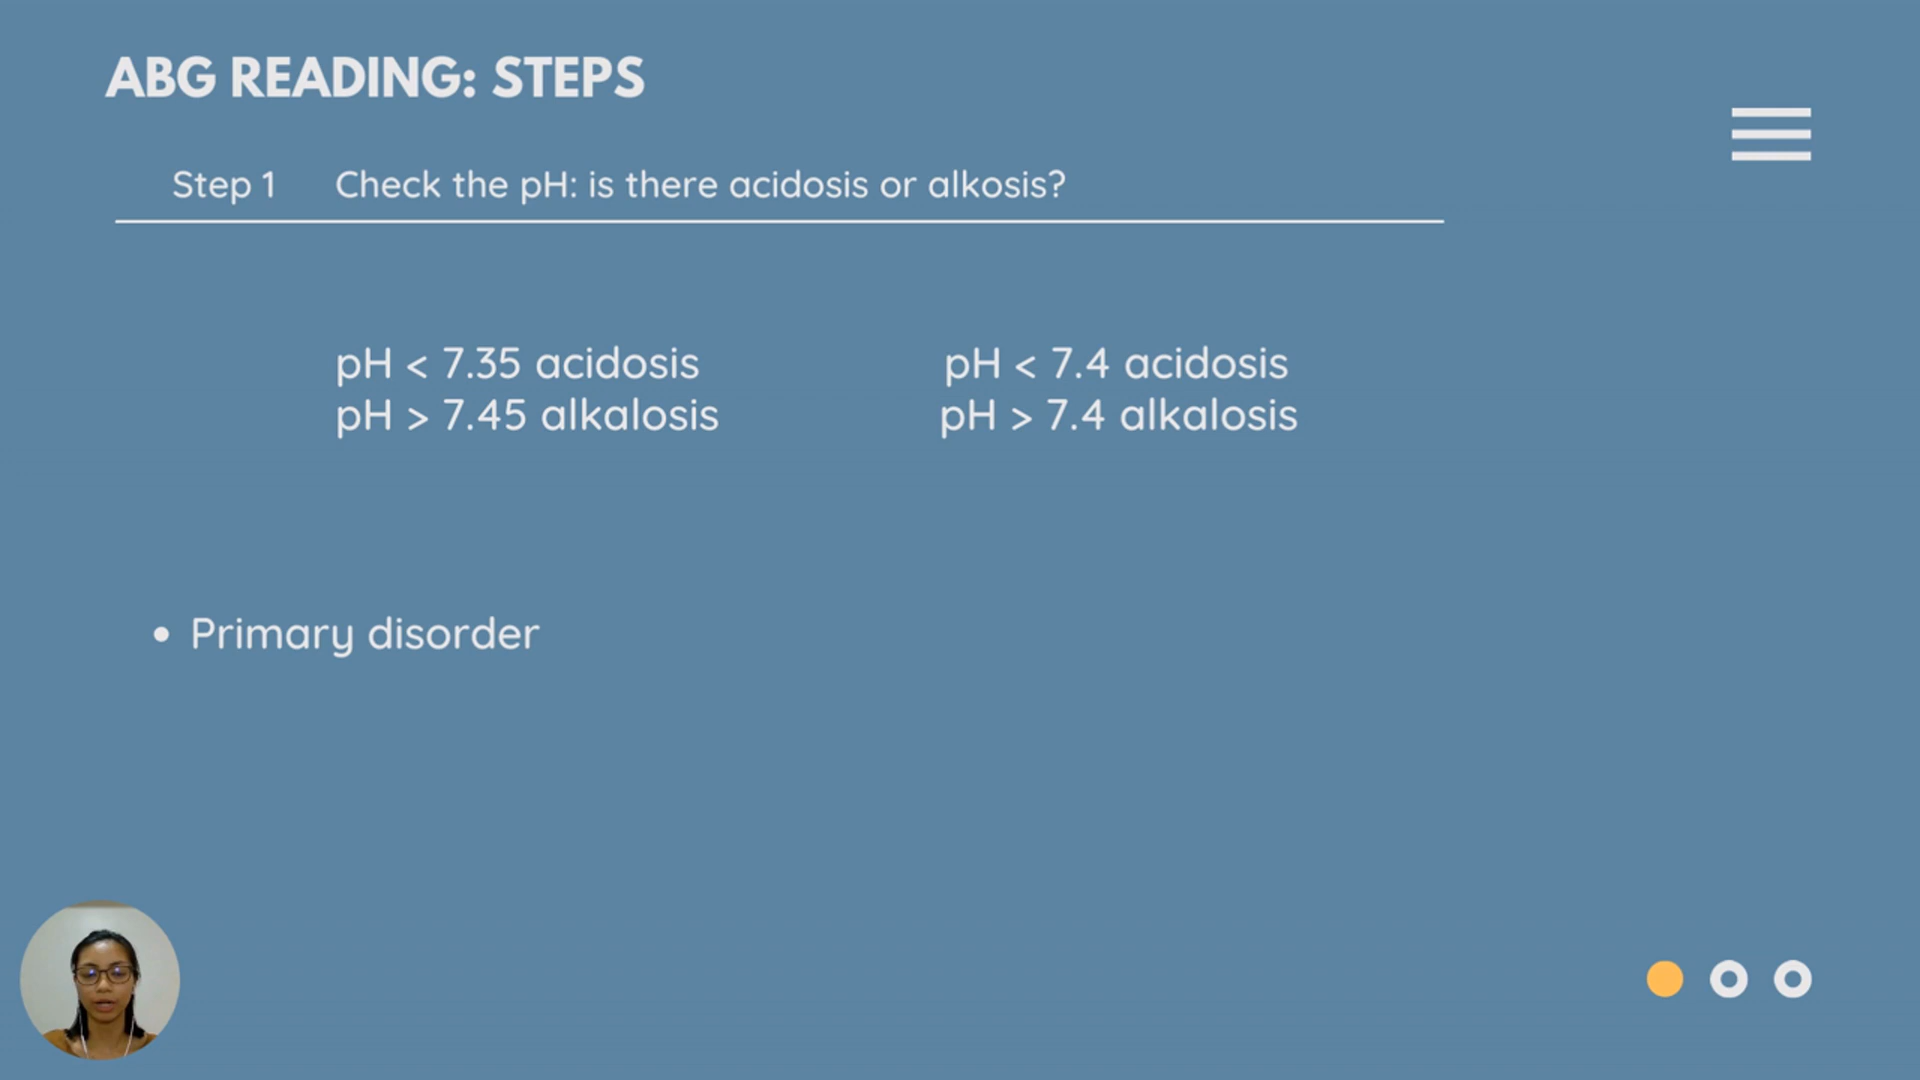 ABG READING: STEPS
Step 1 Check the pH: is there acidosis or alkosis?
pH < 7.35 acidosis
pH > 7.45 alkalosis
pH < 7.4 acidosis
pH > 7.4 alkalosis
• Primary disorder